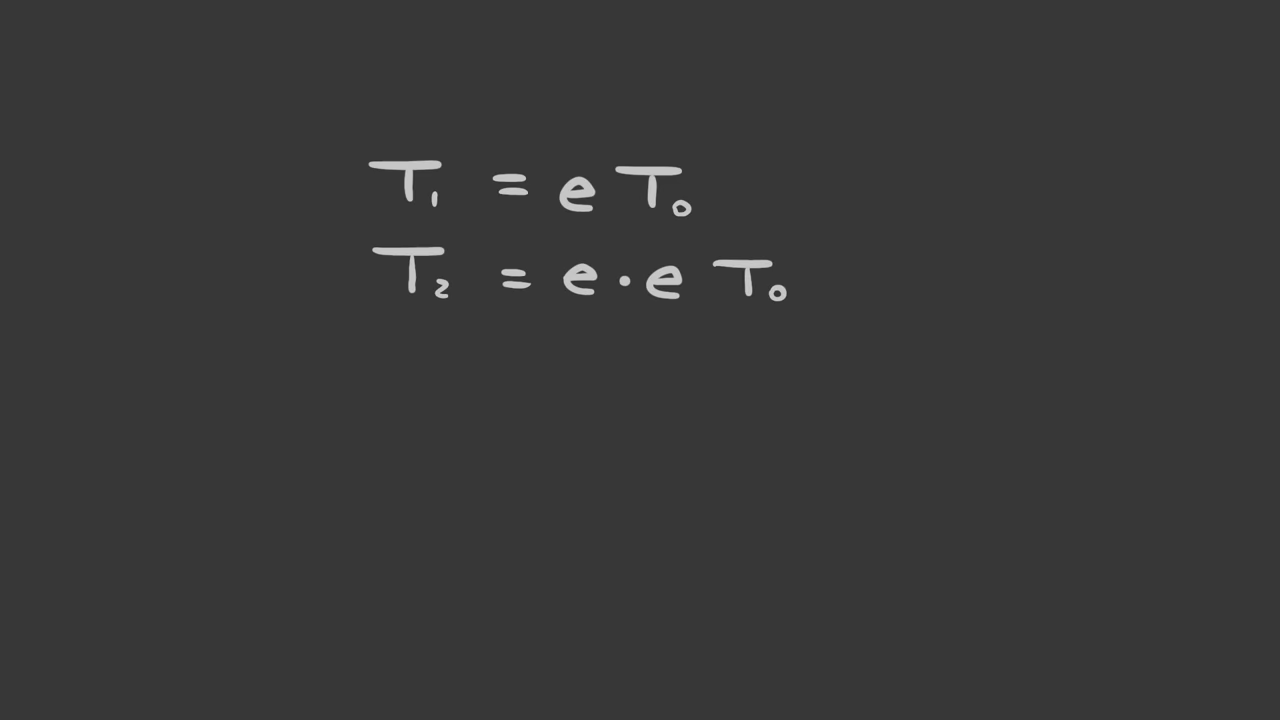 T₁ = e T₀
T₂ = e · e T₀